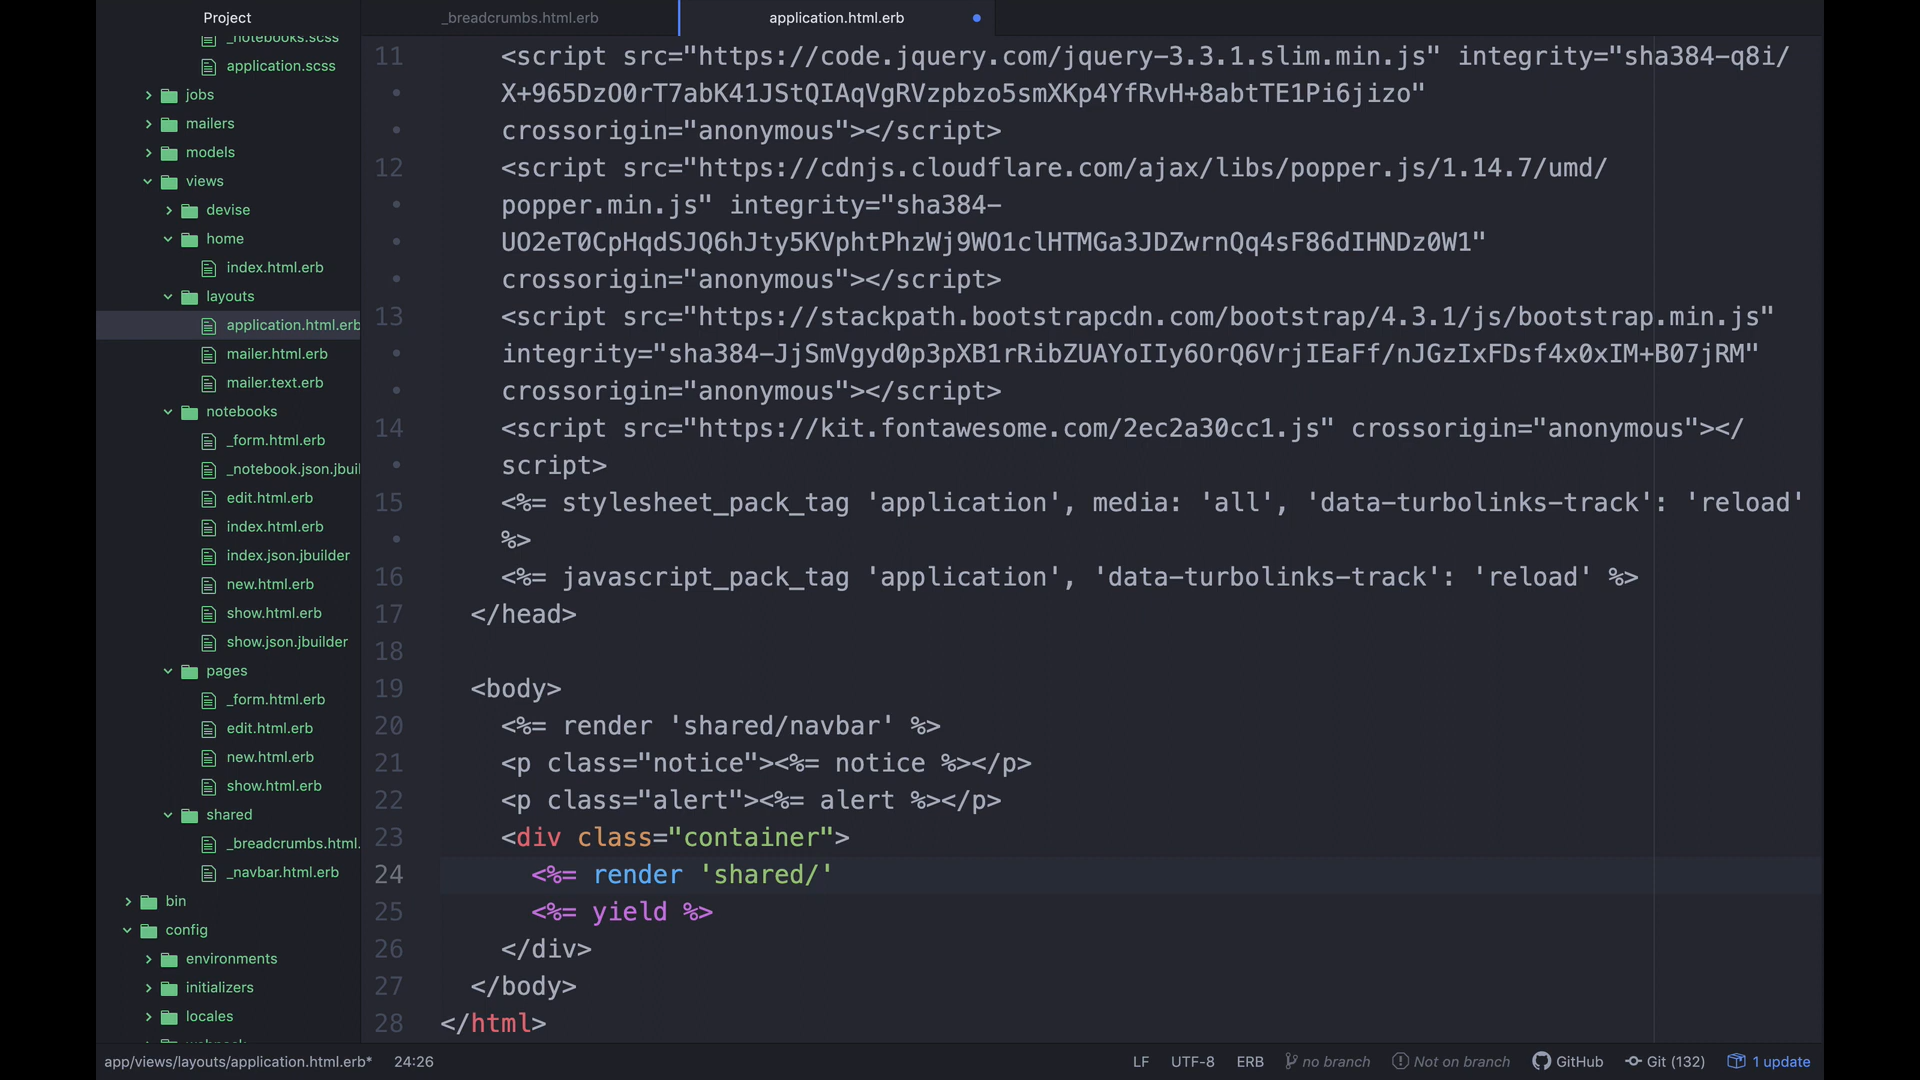 Project
_breadcrumbs.html.erb
application.html.erb
_notebooks.scss
application.scss
jobs
mailers
models
views
devise
home
index.html.erb
layouts
application.html.erb
mailer.html.erb
mailer.text.erb
notebooks
_form.html.erb
_notebook.json.jbuil
edit.html.erb
index.html.erb
index.json.jbuilder
new.html.erb
show.html.erb
show.json.jbuilder
pages
_form.html.erb
edit.html.erb
new.html.erb
show.html.erb
shared
_breadcrumbs.html.
_navbar.html.erb
bin
config
environments
initializers
locales
11 <script src="https://code.jquery.com/jquery-3.3.1.slim.min.js" integrity="sha384-q8i/
• X+965DzO0rT7abK41JStQIAqVgRVzpbzo5smXKp4YfRvH+8abtTE1Pi6jizo"
• crossorigin="anonymous"></script>
12 <script src="https://cdnjs.cloudflare.com/ajax/libs/popper.js/1.14.7/umd/
• popper.min.js" integrity="sha384-
• UO2eT0CpHqdSJQ6hJty5KVphtPhzWj9WO1clHTMGa3JDZwrnQq4sF86dIHNDz0W1"
• crossorigin="anonymous"></script>
13 <script src="https://stackpath.bootstrapcdn.com/bootstrap/4.3.1/js/bootstrap.min.js"
• integrity="sha384-JjSmVgyd0p3pXB1rRibZUAYoIIy6OrQ6VrjIEaFf/nJGzIxFDsf4x0xIM+B07jRM"
• crossorigin="anonymous"></script>
14 <script src="https://kit.fontawesome.com/2ec2a30cc1.js" crossorigin="anonymous"></
• script>
15 <%= stylesheet_pack_tag 'application', media: 'all', 'data-turbolinks-track': 'reload'
• %>
16 <%= javascript_pack_tag 'application', 'data-turbolinks-track': 'reload' %>
17 </head>
18
19 <body>
20 <%= render 'shared/navbar' %>
21 <p class="notice"><%= notice %></p>
22 <p class="alert"><%= alert %></p>
23 <div class="container">
24 <%= render 'shared/'
25 <%= yield %>
26 </div>
27 </body>
28 </html>
app/views/layouts/application.html.erb* 24:26 LF UTF-8 ERB no branch Not on branch GitHub Git (132) 1 update